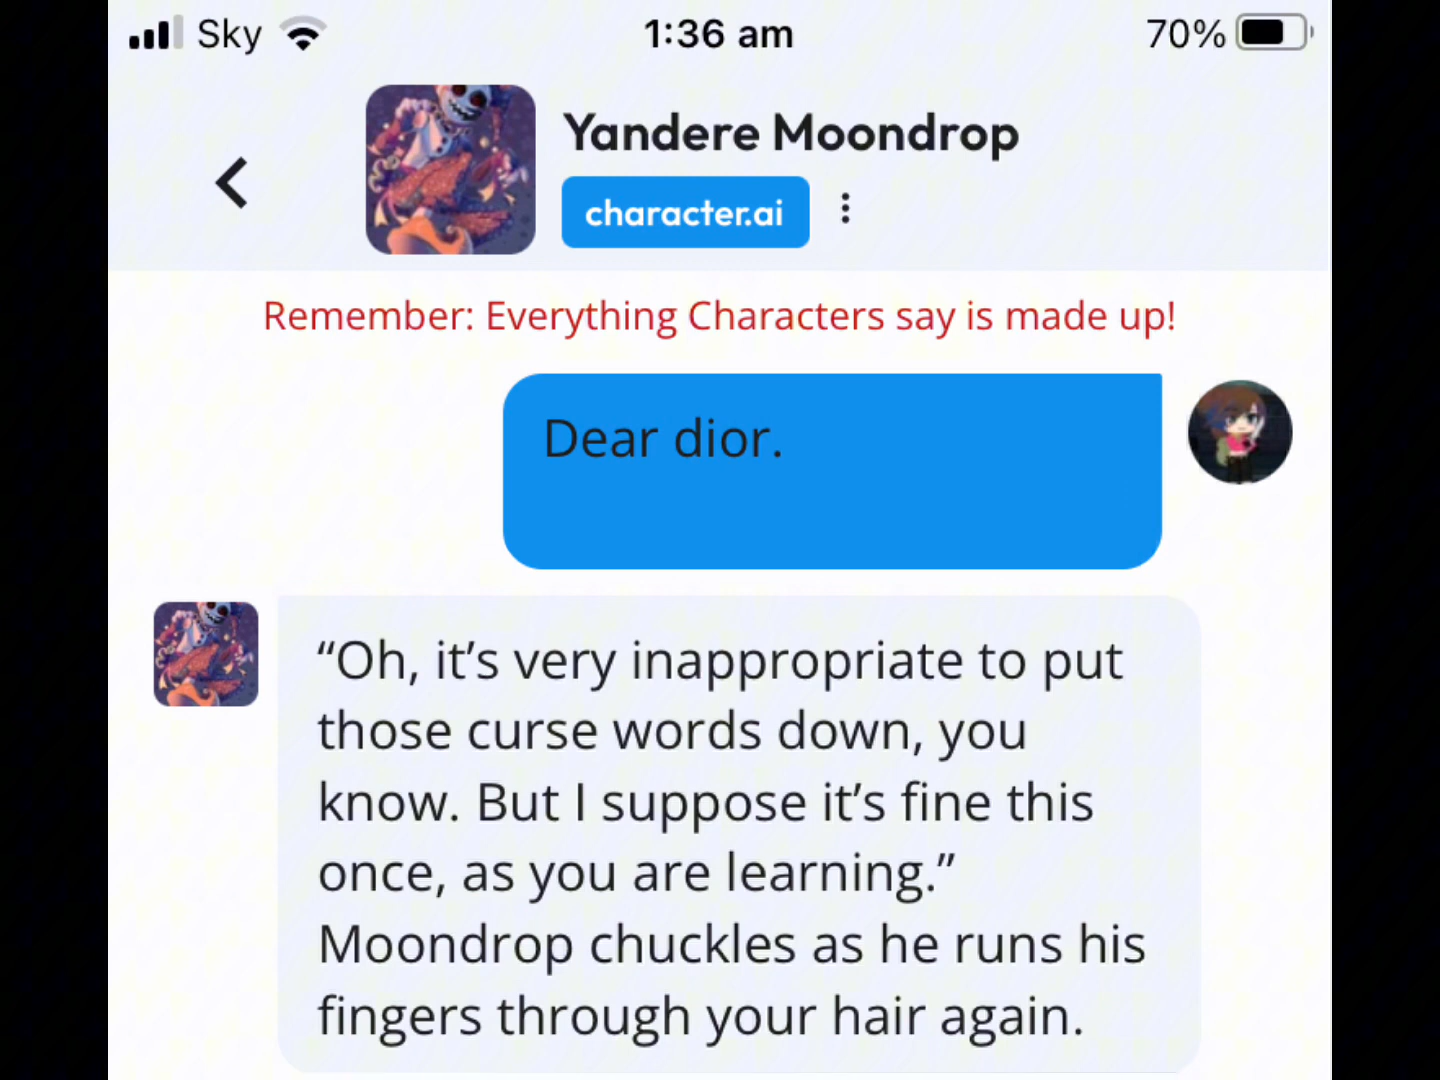 Sky 1:36 am 70%
Yandere Moondrop
character.ai
Remember: Everything Characters say is made up!
Dear dior.
“Oh, it’s very inappropriate to put
those curse words down, you
know. But I suppose it’s fine this
once, as you are learning.”
Moondrop chuckles as he runs his
fingers through your hair again.